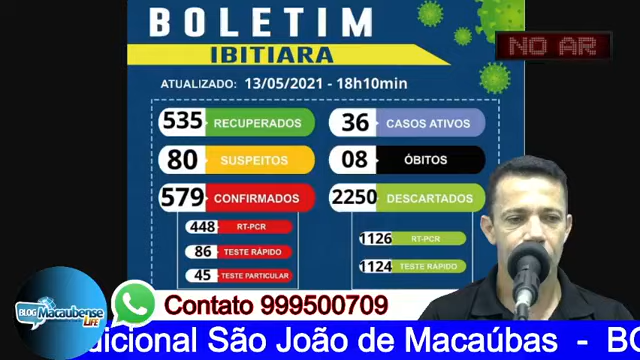 BOLETIM
IBITIARA
NO AR
ATUALIZADO: 13/05/2021 - 18h10min
535 RECUPERADOS
36 CASOS ATIVOS
80 SUSPEITOS
08 ÓBITOS
579 CONFIRMADOS
2250 DESCARTADOS
448 RT-PCR
1126 RT-PCR
86 TESTE RÁPIDO
1124 TESTE RÁPIDO
45 TESTE PARTICULAR
BLOG Macaubense LIFE
Contato 999500709
dicional São João de Macaúbas - BO